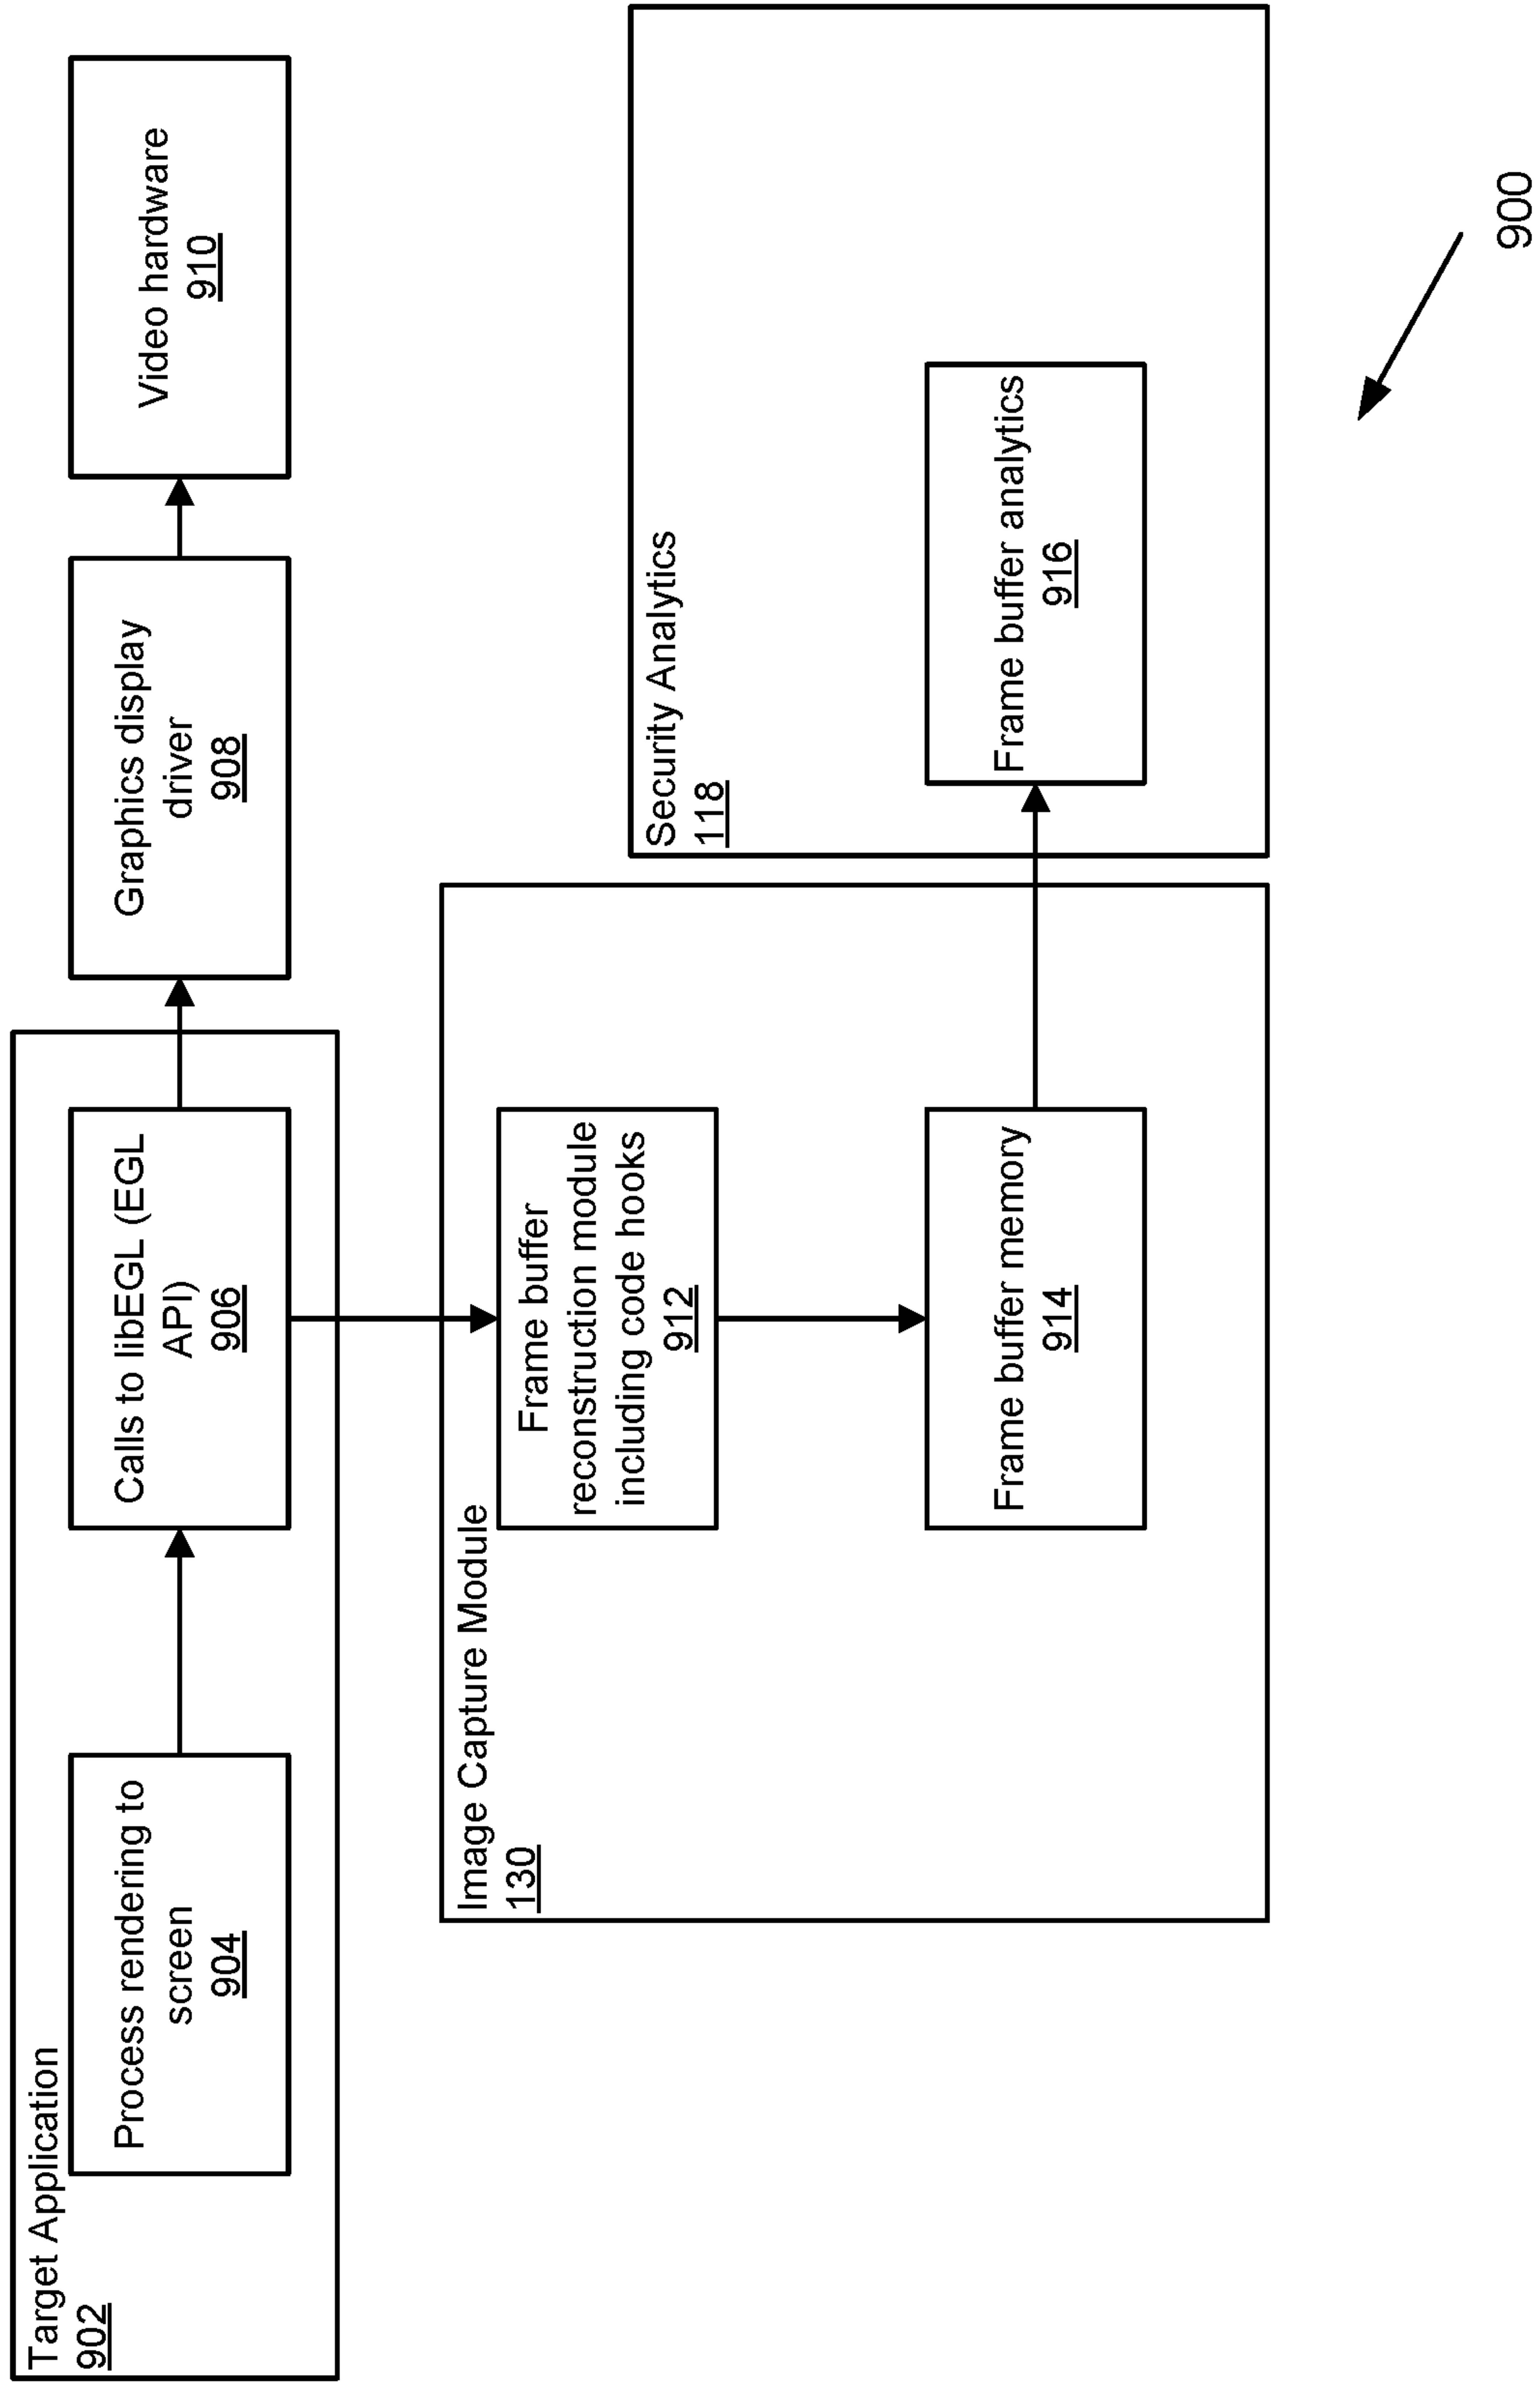 Target Application
902
Process rendering to
screen
904
Calls to libEGL (EGL
API)
906
Graphics display
driver
908
Video hardware
910
Image Capture Module
130
Frame buffer
reconstruction module
including code hooks
912
Frame buffer memory
914
Security Analytics
118
Frame buffer analytics
916
900